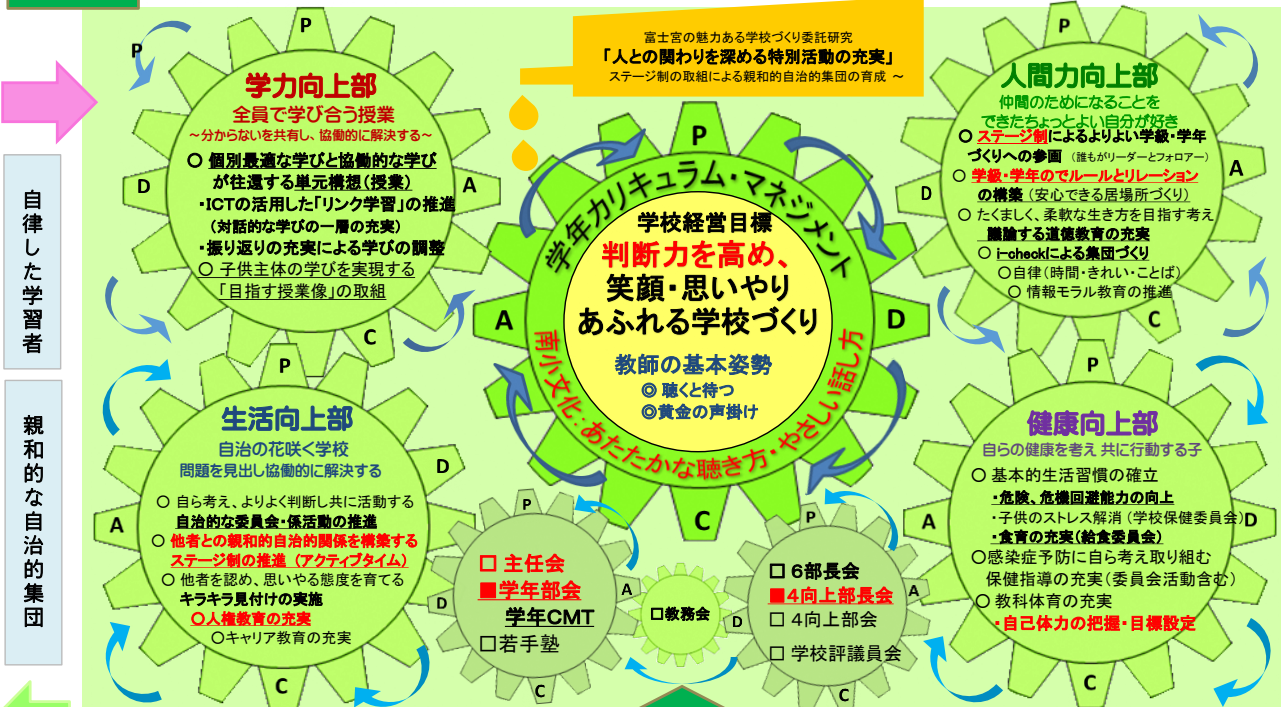 富士宮の魅力ある学校づくり委託研究
「人との関わりを深める特別活動の充実」
ステージ制の取組による親和的自治的集団の育成 ～
自律した学習者
親和的な自治的集団
P
P
D
A
C
学力向上部
全員で学び合う授業
～分からないを共有し、協働的に解決する～
○ 個別最適な学びと協働的な学び
が往還する単元構想(授業)
・ICTの活用した「リンク学習」の推進
（対話的な学びの一層の充実）
・振り返りの充実による学びの調整
○ 子供主体の学びを実現する
「目指す授業像」の取組
P
A
D
C
学年カリキュラム・マネジメント
学校経営目標
判断力を高め、
笑顔・思いやり
あふれる学校づくり
教師の基本姿勢
◎ 聴くと待つ
◎黄金の声掛け
南小文化：あたたかな聴き方・やさしい話し方
P
D
A
C
人間力向上部
仲間のためになることを
できたちょっとよい自分が好き
○ ステージ制によるよりよい学級・学年
づくりへの参画 （誰もがリーダーとフォロアー）
○ 学級・学年のでルールとリレーション
の構築 （安心できる居場所づくり）
○ たくましく、柔軟な生き方を目指す考え
議論する道徳教育の充実
○ i-checkによる集団づくり
○自律（時間・きれい・ことば）
○ 情報モラル教育の推進
P
D
A
C
生活向上部
自治の花咲く学校
問題を見出し協働的に解決する
○ 自ら考え、よりよく判断し共に活動する
自治的な委員会・係活動の推進
○ 他者との親和的自治的関係を構築する
ステージ制の推進 （アクティブタイム）
○ 他者を認め、思いやる態度を育てる
キラキラ見付けの実施
○人権教育の充実
○キャリア教育の充実
P
D
A
C
□ 主任会
■学年部会
学年CMT
□若手塾
□教務会
P
D
A
C
□ 6部長会
■4向上部長会
□ 4向上部会
□ 学校評議員会
P
A
D
C
健康向上部
自らの健康を考え 共に行動する子
○ 基本的生活習慣の確立
・危険、危機回避能力の向上
・子供のストレス解消（学校保健委員会）
・食育の充実(給食委員会)
○感染症予防に自ら考え取り組む
保健指導の充実（委員会活動含む）
○ 教科体育の充実
・自己体力の把握・目標設定